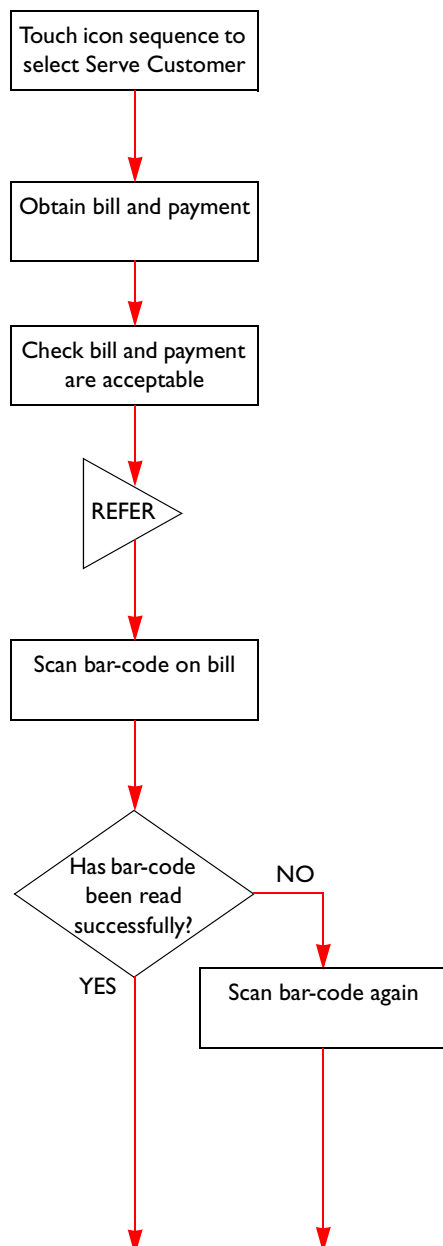 Touch icon sequence to
select Serve Customer
Obtain bill and payment
Check bill and payment
are acceptable
REFER
Scan bar-code on bill
Has bar-code
been read
successfully?
NO
YES
Scan bar-code again